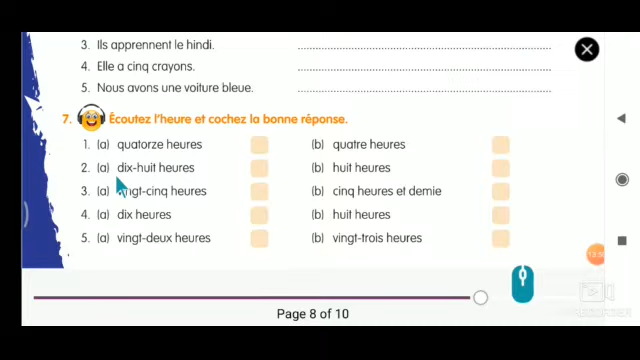 3. Ils apprennent le hindi.
4. Elle a cinq crayons.
5. Nous avons une voiture bleue.
7. Écoutez l'heure et cochez la bonne réponse.
1. (a) quatorze heures (b) quatre heures
2. (a) dix-huit heures (b) huit heures
3. (a) vingt-cinq heures (b) cinq heures et demie
4. (a) dix heures (b) huit heures
5. (a) vingt-deux heures (b) vingt-trois heures
Page 8 of 10